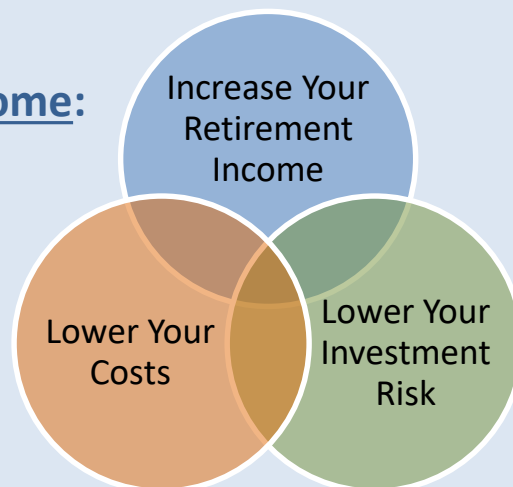 ome:
Increase Your
Retirement
Income
Lower Your
Costs
Lower Your
Investment
Risk